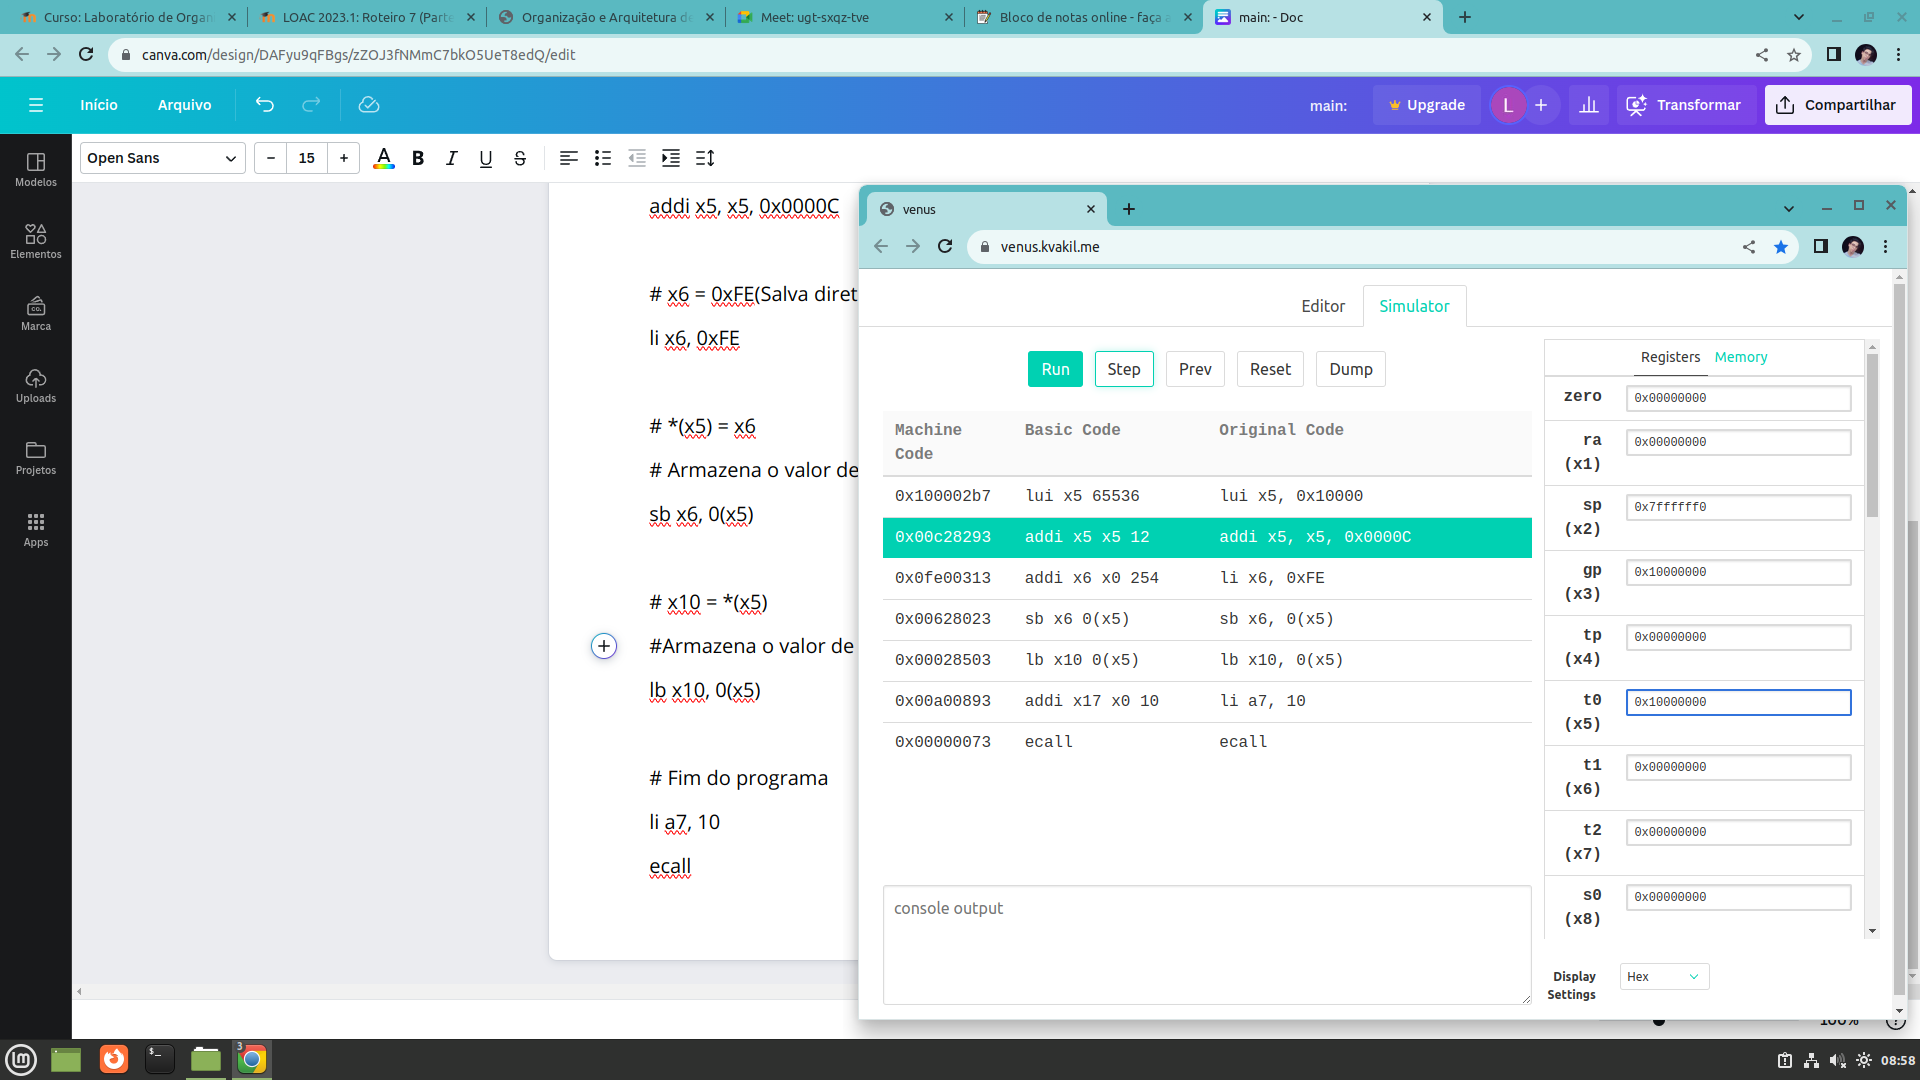 Curso: Laboratório de Organ
LOAC 2023.1: Roteiro 7 (Parte
Organização e Arquitetura de
Meet: ugt-sxqz-tve
Bloco de notas online - faça a
main: - Doc
canva.com/design/DAFyu9qFBgs/zZOJ3fNMmC7bkO5UeT8edQ/edit
Início
Arquivo
main:
Upgrade
L
Transformar
Compartilhar
Open Sans
15
Modelos
Elementos
Marca
Uploads
Projetos
Apps
addi x5, x5, 0x0000C
# x6 = 0xFE(Salva diret
li x6, 0xFE
# *(x5) = x6
# Armazena o valor de
sb x6, 0(x5)
# x10 = *(x5)
#Armazena o valor de
lb x10, 0(x5)
# Fim do programa
li a7, 10
ecall
venus
venus.kvakil.me
Editor
Simulator
Run
Step
Prev
Reset
Dump
Machine Code	Basic Code	Original Code
0x100002b7	lui x5 65536	lui x5, 0x10000
0x00c28293	addi x5 x5 12	addi x5, x5, 0x0000C
0x0fe00313	addi x6 x0 254	li x6, 0xFE
0x00628023	sb x6 0(x5)	sb x6, 0(x5)
0x00028503	lb x10 0(x5)	lb x10, 0(x5)
0x00a00893	addi x17 x0 10	li a7, 10
0x00000073	ecall	ecall
console output
Registers
Memory
zero 0x00000000
ra (x1) 0x00000000
sp (x2) 0x7ffffff0
gp (x3) 0x10000000
tp (x4) 0x00000000
t0 (x5) 0x10000000
t1 (x6) 0x00000000
t2 (x7) 0x00000000
s0 (x8) 0x00000000
Display Settings
Hex
100%
3
08:58